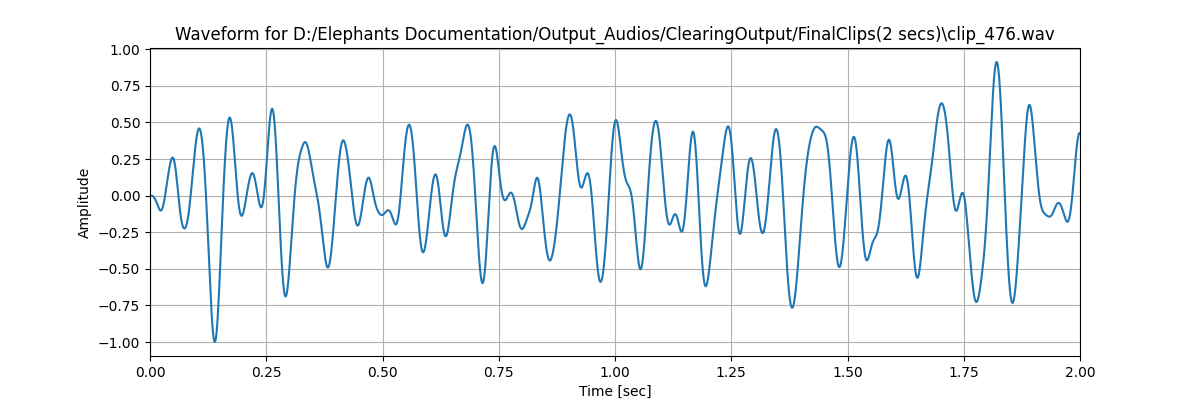 Waveform for D:/Elephants Documentation/Output_Audios/ClearingOutput/FinalClips(2 secs)\clip_476.wav
Amplitude
1.00
0.75
0.50
0.25
0.00
−0.25
−0.50
−0.75
−1.00
0.00 0.25 0.50 0.75 1.00 1.25 1.50 1.75 2.00
Time [sec]